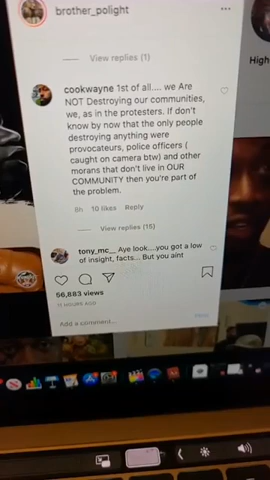 brother_polight
...
High
View replies (1)
cookwayne 1st of all.... we Are
NOT Destroying our communities,
we, as in the protesters. If don't
know by now that the only people
destroying anything were
provocateurs, police officers (
caught on camera btw) and other
morans that don't live in OUR
COMMUNITY then you're part of
the problem.
8h 10 likes Reply
View replies (15)
tony_mc__ Aye look....you got a low
of insight, facts... But you aint
56,883 views
11 HOURS AGO
Add a comment...